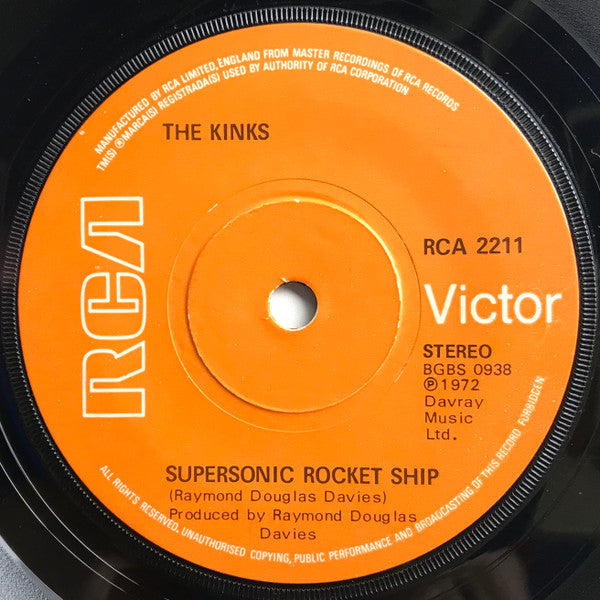 MANUFACTURED BY RCA LIMITED, ENGLAND FROM MASTER RECORDINGS OF RCA RECORDS
TM(S) ® MARCA(S) REGISTRADA(S) USED BY AUTHORITY OF RCA CORPORATION
THE KINKS
RCA
RCA 2211
Victor
STEREO
BGBS 0938
℗ 1972
Davray
Music
Ltd.
SUPERSONIC ROCKET SHIP
(Raymond Douglas Davies)
Produced by Raymond Douglas
Davies
ALL RIGHTS RESERVED, UNAUTHORISED COPYING, PUBLIC PERFORMANCE AND BROADCASTING OF THIS RECORD FORBIDDEN